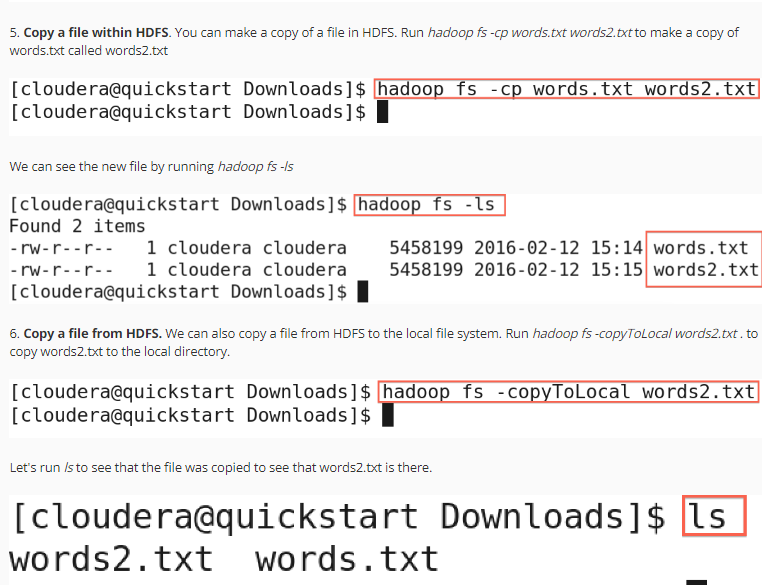 5. Copy a file within HDFS. You can make a copy of a file in HDFS. Run hadoop fs -cp words.txt words2.txt to make a copy of
words.txt called words2.txt
[cloudera@quickstart Downloads]$ hadoop fs -cp words.txt words2.txt
[cloudera@quickstart Downloads]$
We can see the new file by running hadoop fs -ls
[cloudera@quickstart Downloads]$ hadoop fs -ls
Found 2 items
-rw-r--r--   1 cloudera cloudera    5458199 2016-02-12 15:14 words.txt
-rw-r--r--   1 cloudera cloudera    5458199 2016-02-12 15:15 words2.txt
[cloudera@quickstart Downloads]$
6. Copy a file from HDFS. We can also copy a file from HDFS to the local file system. Run hadoop fs -copyToLocal words2.txt . to
copy words2.txt to the local directory.
[cloudera@quickstart Downloads]$ hadoop fs -copyToLocal words2.txt
[cloudera@quickstart Downloads]$
Let's run ls to see that the file was copied to see that words2.txt is there.
[cloudera@quickstart Downloads]$ ls
words2.txt  words.txt